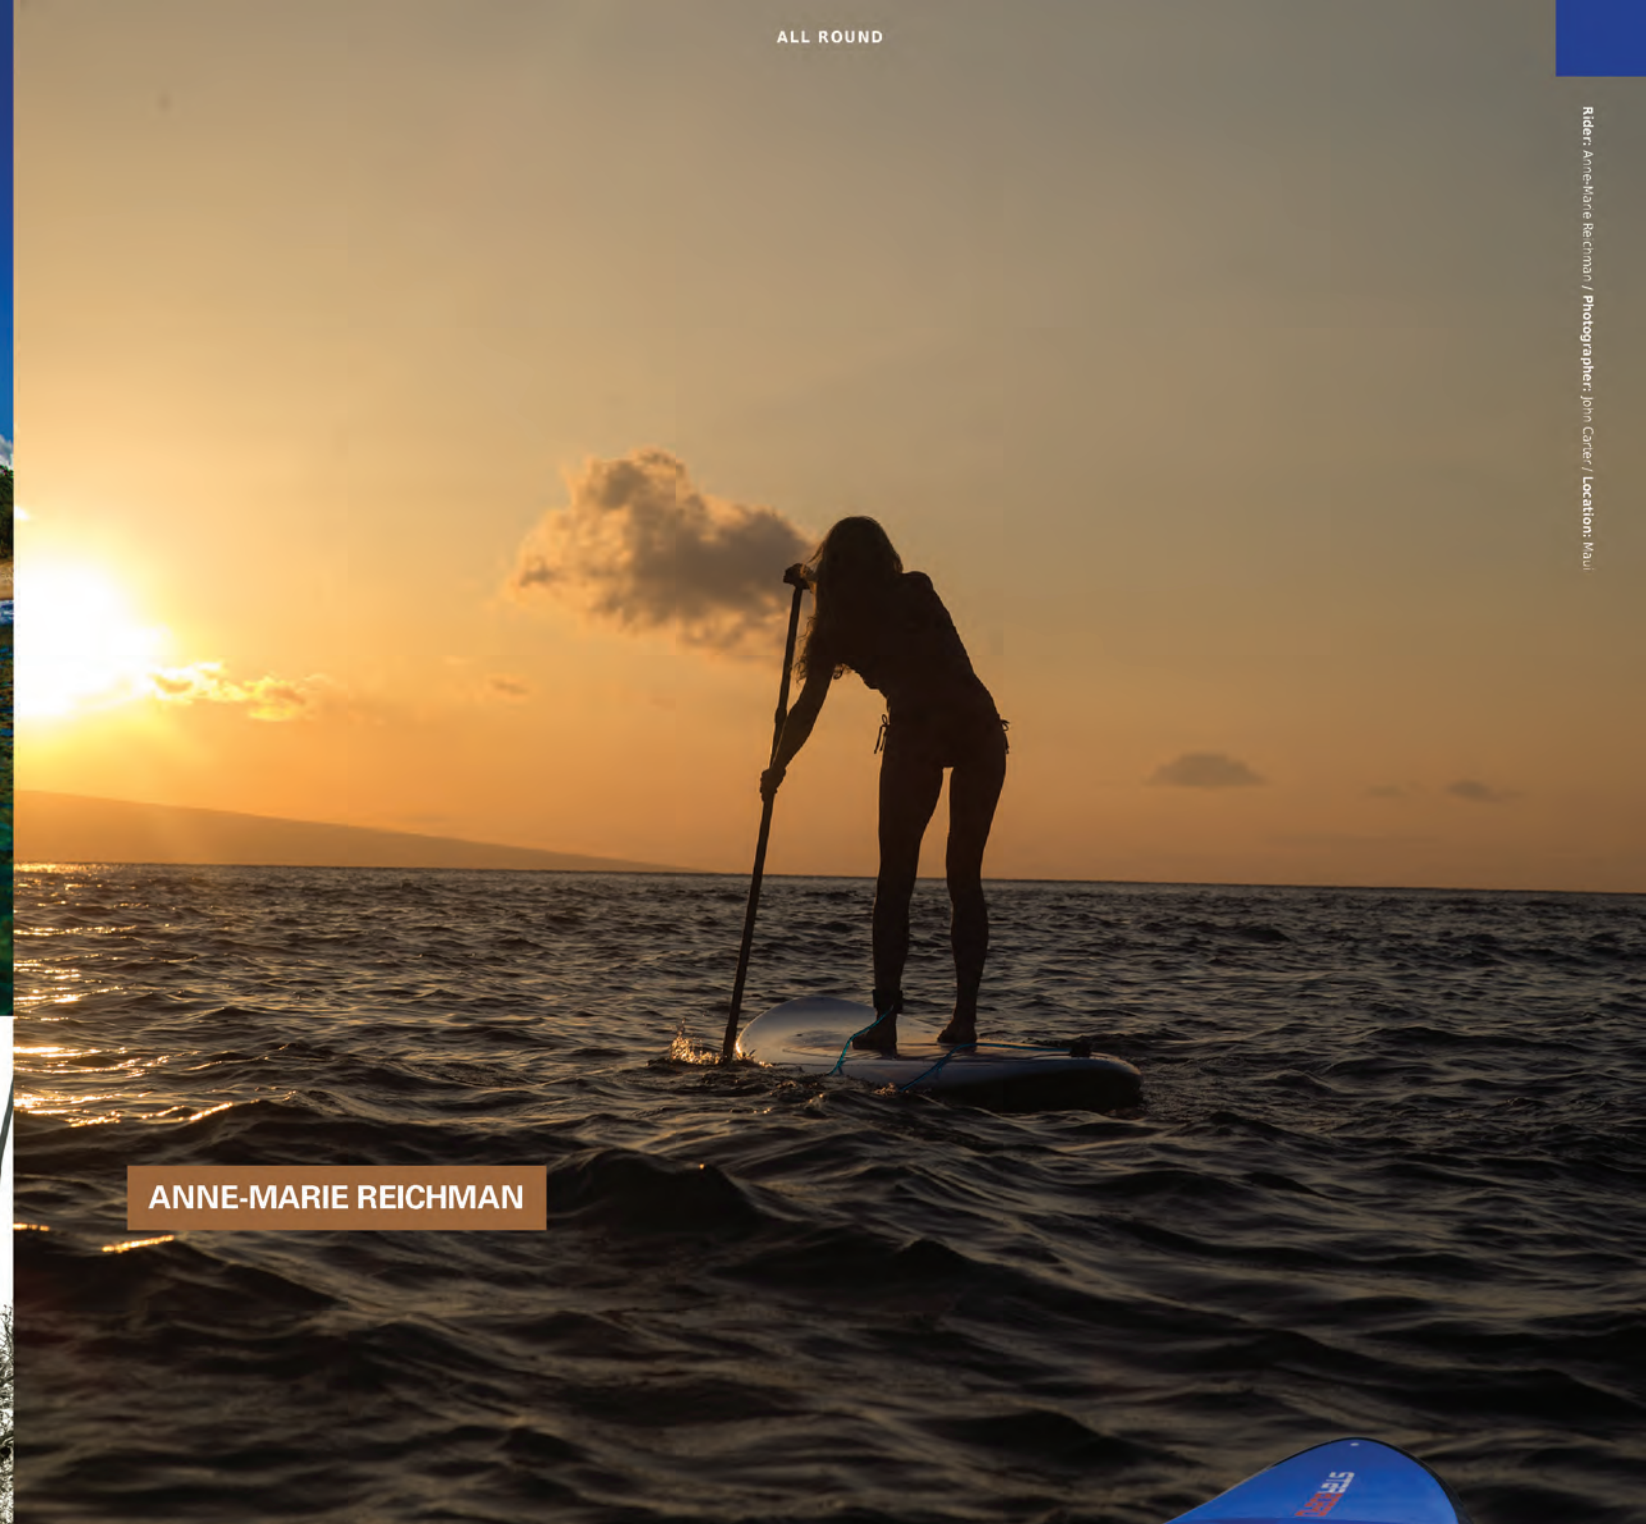 ALL ROUND
Rider: Anne-Marie Reichman / Photographer: John Carter / Location: Maui
ANNE-MARIE REICHMAN